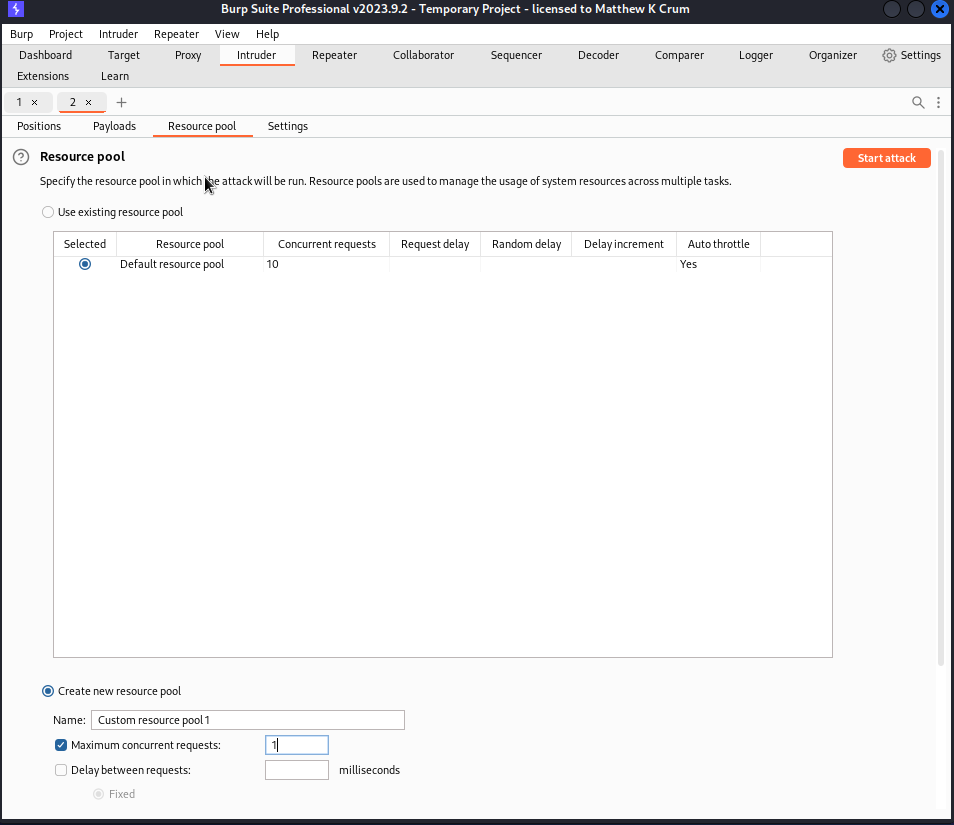 Burp Suite Professional v2023.9.2 - Temporary Project - licensed to Matthew K Crum
Burp Project Intruder Repeater View Help
Dashboard Target Proxy Intruder Repeater Collaborator Sequencer Decoder Comparer Logger Organizer Settings
Extensions Learn
1 × 2 × +
Positions Payloads Resource pool Settings
? Resource pool Start attack
Specify the resource pool in which the attack will be run. Resource pools are used to manage the usage of system resources across multiple tasks.
Use existing resource pool
Selected Resource pool Concurrent requests Request delay Random delay Delay increment Auto throttle
Default resource pool 10 Yes
Create new resource pool
Name: Custom resource pool 1
Maximum concurrent requests: 1
Delay between requests: milliseconds
Fixed